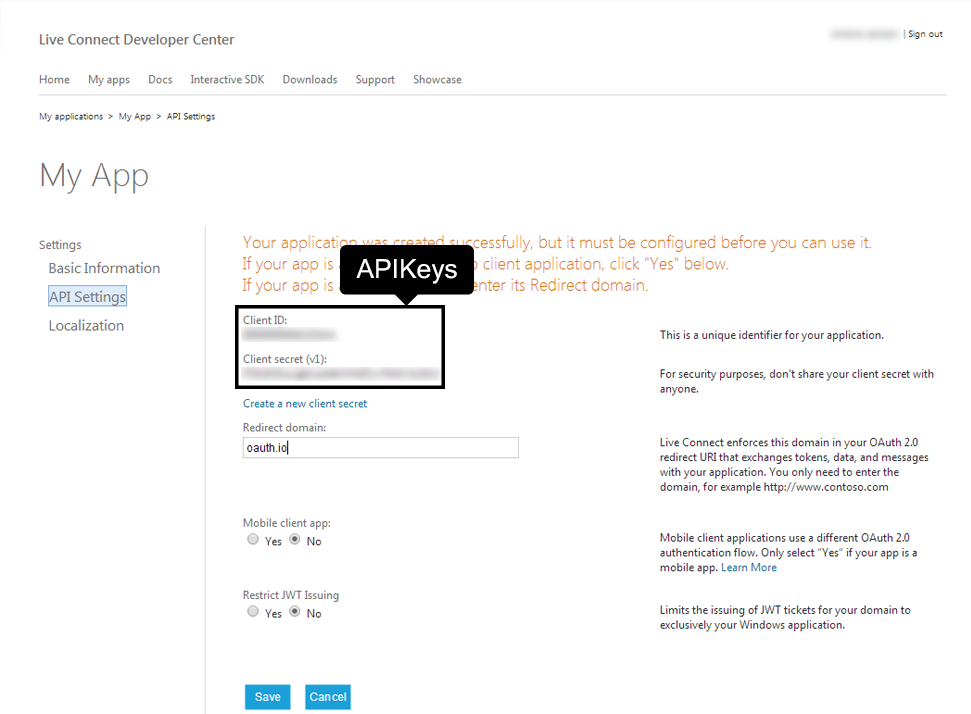 Live Connect Developer Center
| Sign out
Home My apps Docs Interactive SDK Downloads Support Showcase
My applications > My App > API Settings
My App
Settings
Basic Information
API Settings
Localization
Your application was created successfully, but it must be configured before you can use it.
If your app is client application, click "Yes" below.
If your app is enter its Redirect domain.
APIKeys
Client ID:
This is a unique identifier for your application.
Client secret (v1):
For security purposes, don't share your client secret with
anyone.
Create a new client secret
Redirect domain:
oauth.io
Live Connect enforces this domain in your OAuth 2.0
redirect URI that exchanges tokens, data, and messages
with your application. You only need to enter the
domain, for example http://www.contoso.com
Mobile client app:
Yes No
Mobile client applications use a different OAuth 2.0
authentication flow. Only select "Yes" if your app is a
mobile app. Learn More
Restrict JWT Issuing
Yes No
Limits the issuing of JWT tickets for your domain to
exclusively your Windows application.
Save Cancel